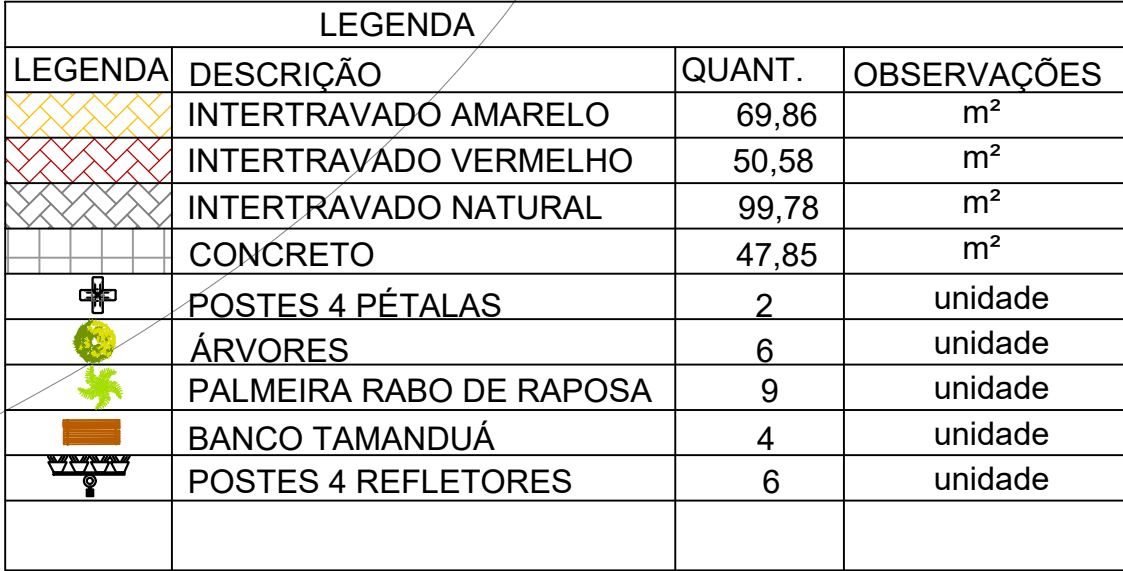 LEGENDA
LEGENDA DESCRIÇÃO QUANT. OBSERVAÇÕES
INTERTRAVADO AMARELO 69,86 m²
INTERTRAVADO VERMELHO 50,58 m²
INTERTRAVADO NATURAL 99,78 m²
CONCRETO 47,85 m²
POSTES 4 PÉTALAS 2 unidade
ÁRVORES 6 unidade
PALMEIRA RABO DE RAPOSA 9 unidade
BANCO TAMANDUÁ 4 unidade
POSTES 4 REFLETORES 6 unidade